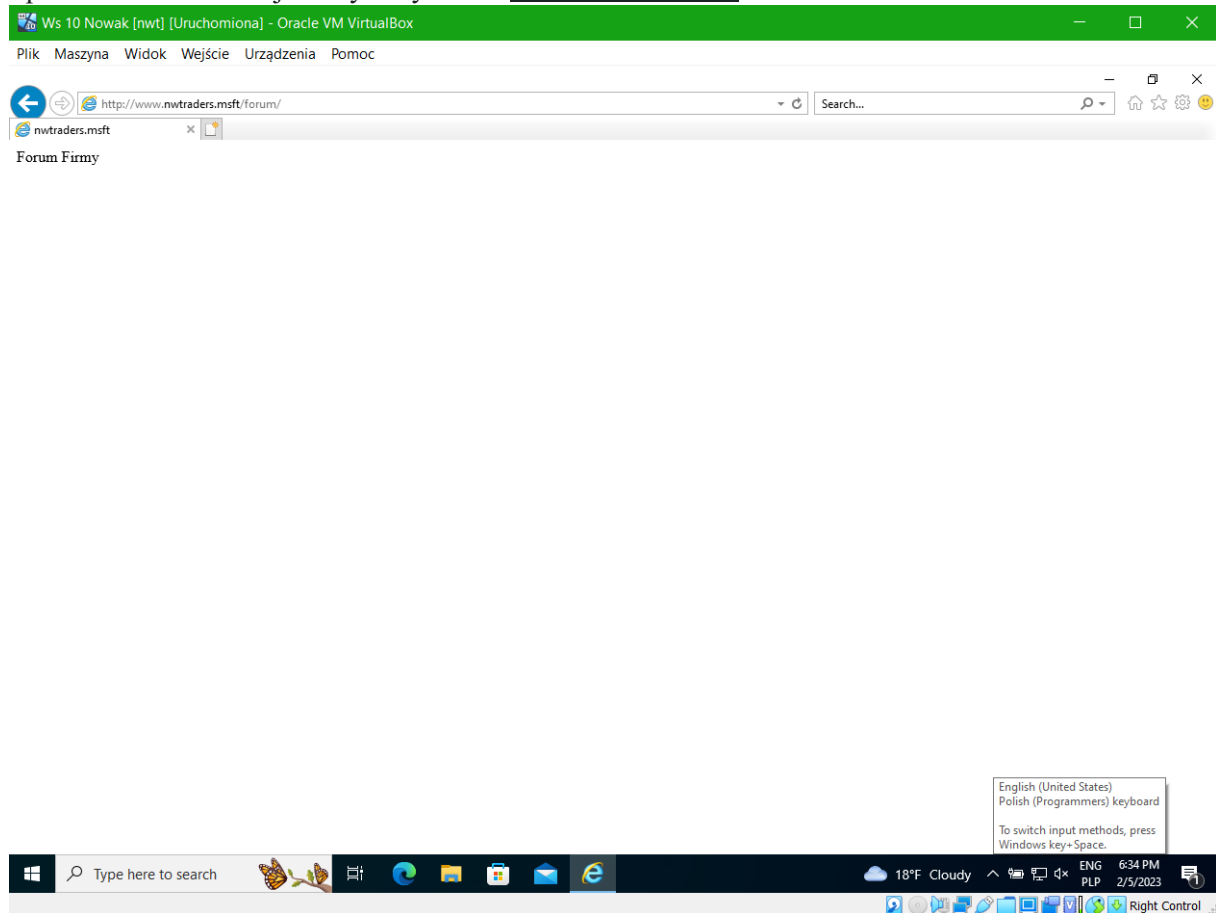 Ws 10 Nowak [nwt] [Uruchomiona] - Oracle VM VirtualBox
Plik Maszyna Widok Wejście Urządzenia Pomoc
http://www.nwtraders.msft/forum/
Search...
nwtraders.msft
Forum Firmy
English (United States)
Polish (Programmers) keyboard
To switch input methods, press
Windows key+Space.
Type here to search
18°F Cloudy
ENG
PLP
6:34 PM
2/5/2023
1
Right Control